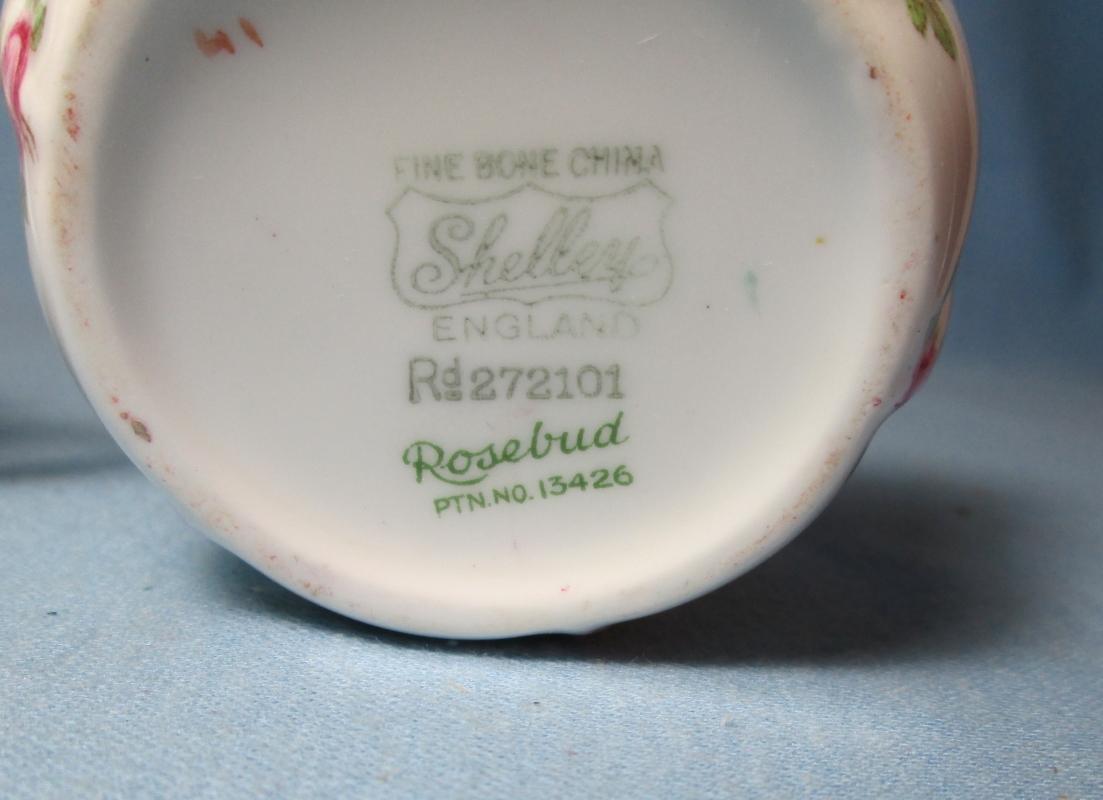 FINE BONE CHINA
Shelley
ENGLAND
Rd 272101
Rosebud
PTN.NO.13426